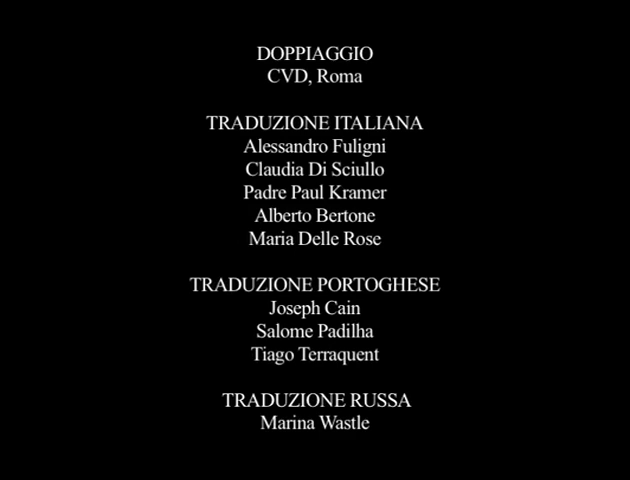 DOPPIAGGIO
CVD, Roma
TRADUZIONE ITALIANA
Alessandro Fuligni
Claudia Di Sciullo
Padre Paul Kramer
Alberto Bertone
Maria Delle Rose
TRADUZIONE PORTOGHESE
Joseph Cain
Salome Padilha
Tiago Terraquent
TRADUZIONE RUSSA
Marina Wastle